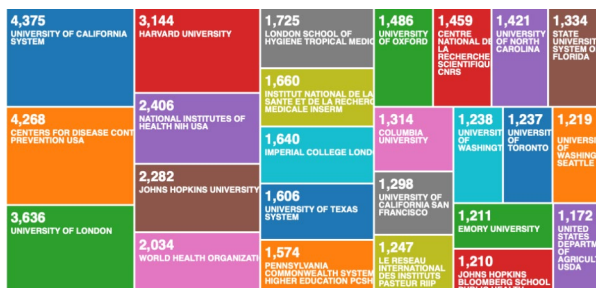 4,375
UNIVERSITY OF CALIFORNIA
SYSTEM
4,268
CENTERS FOR DISEASE CONT
PREVENTION USA
3,636
UNIVERSITY OF LONDON
3,144
HARVARD UNIVERSITY
2,406
NATIONAL INSTITUTES OF
HEALTH NIH USA
2,282
JOHNS HOPKINS UNIVERSITY
2,034
WORLD HEALTH ORGANIZATI
1,725
LONDON SCHOOL OF
HYGIENE TROPICAL MEDIC
1,660
INSTITUT NATIONAL DE LA
SANTE ET DE LA RECHERC
MEDICALE INSERM
1,640
IMPERIAL COLLEGE LOND
1,606
UNIVERSITY OF TEXAS
SYSTEM
1,574
PENNSYLVANIA
COMMONWEALTH SYSTEM
HIGHER EDUCATION PCSH
1,486
UNIVERSITY
OF OXFORD
1,459
CENTRE
NATIONAL DE
LA
RECHERCHE
SCIENTIFIQU
CNRS
1,421
UNIVERSITY
OF NORTH
CAROLINA
1,334
STATE
UNIVERSIT
SYSTEM O
FLORIDA
1,314
COLUMBIA
UNIVERSITY
1,298
UNIVERSITY OF
CALIFORNIA SAN
FRANCISCO
1,247
LE RESEAU
INTERNATIONAL
DES INSTITUTS
PASTEUR RIIP
1,238
UNIVERSIT
OF
WASHINGT
1,237
UNIVERSIT
OF
TORONTO
1,219
UNIVERSIT
OF
WASHING
SEATTLE
1,211
EMORY UNIVERSITY
1,210
JOHNS HOPKINS
BLOOMBERG SCHOOL
1,172
UNITED
STATES
DEPARTM
OF
AGRICULT
USDA